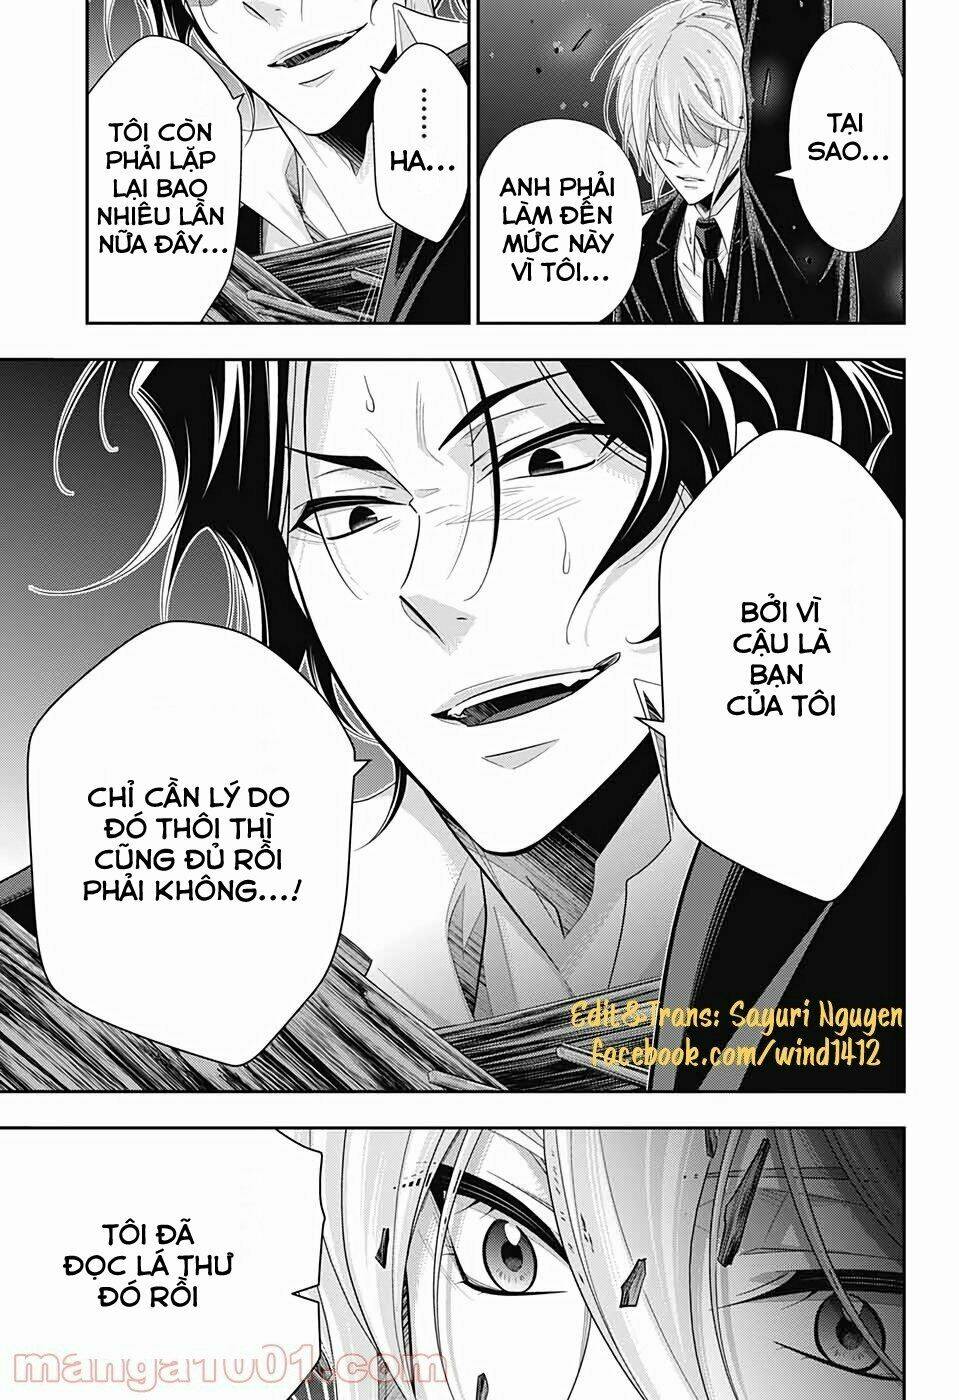 TẠI
SAO...
ANH PHẢI
LÀM ĐẾN
MỨC NÀY
VÌ TÔI...
......
HA...
TÔI CÒN
PHẢI LẶP
LẠI BAO
NHIÊU LẦN
NỮA ĐÂY...
BỞI VÌ
CẬU LÀ
BẠN
CỦA TÔI
CHỈ CẦN LÝ DO
ĐÓ THÔI THÌ
CŨNG ĐỦ RỒI
PHẢI KHÔNG...!
Edit&Trans: Sayuri Nguyen
facebook.com/wind1412
TÔI ĐÃ
ĐỌC LÁ THƯ
ĐÓ RỒI
manga1001.com